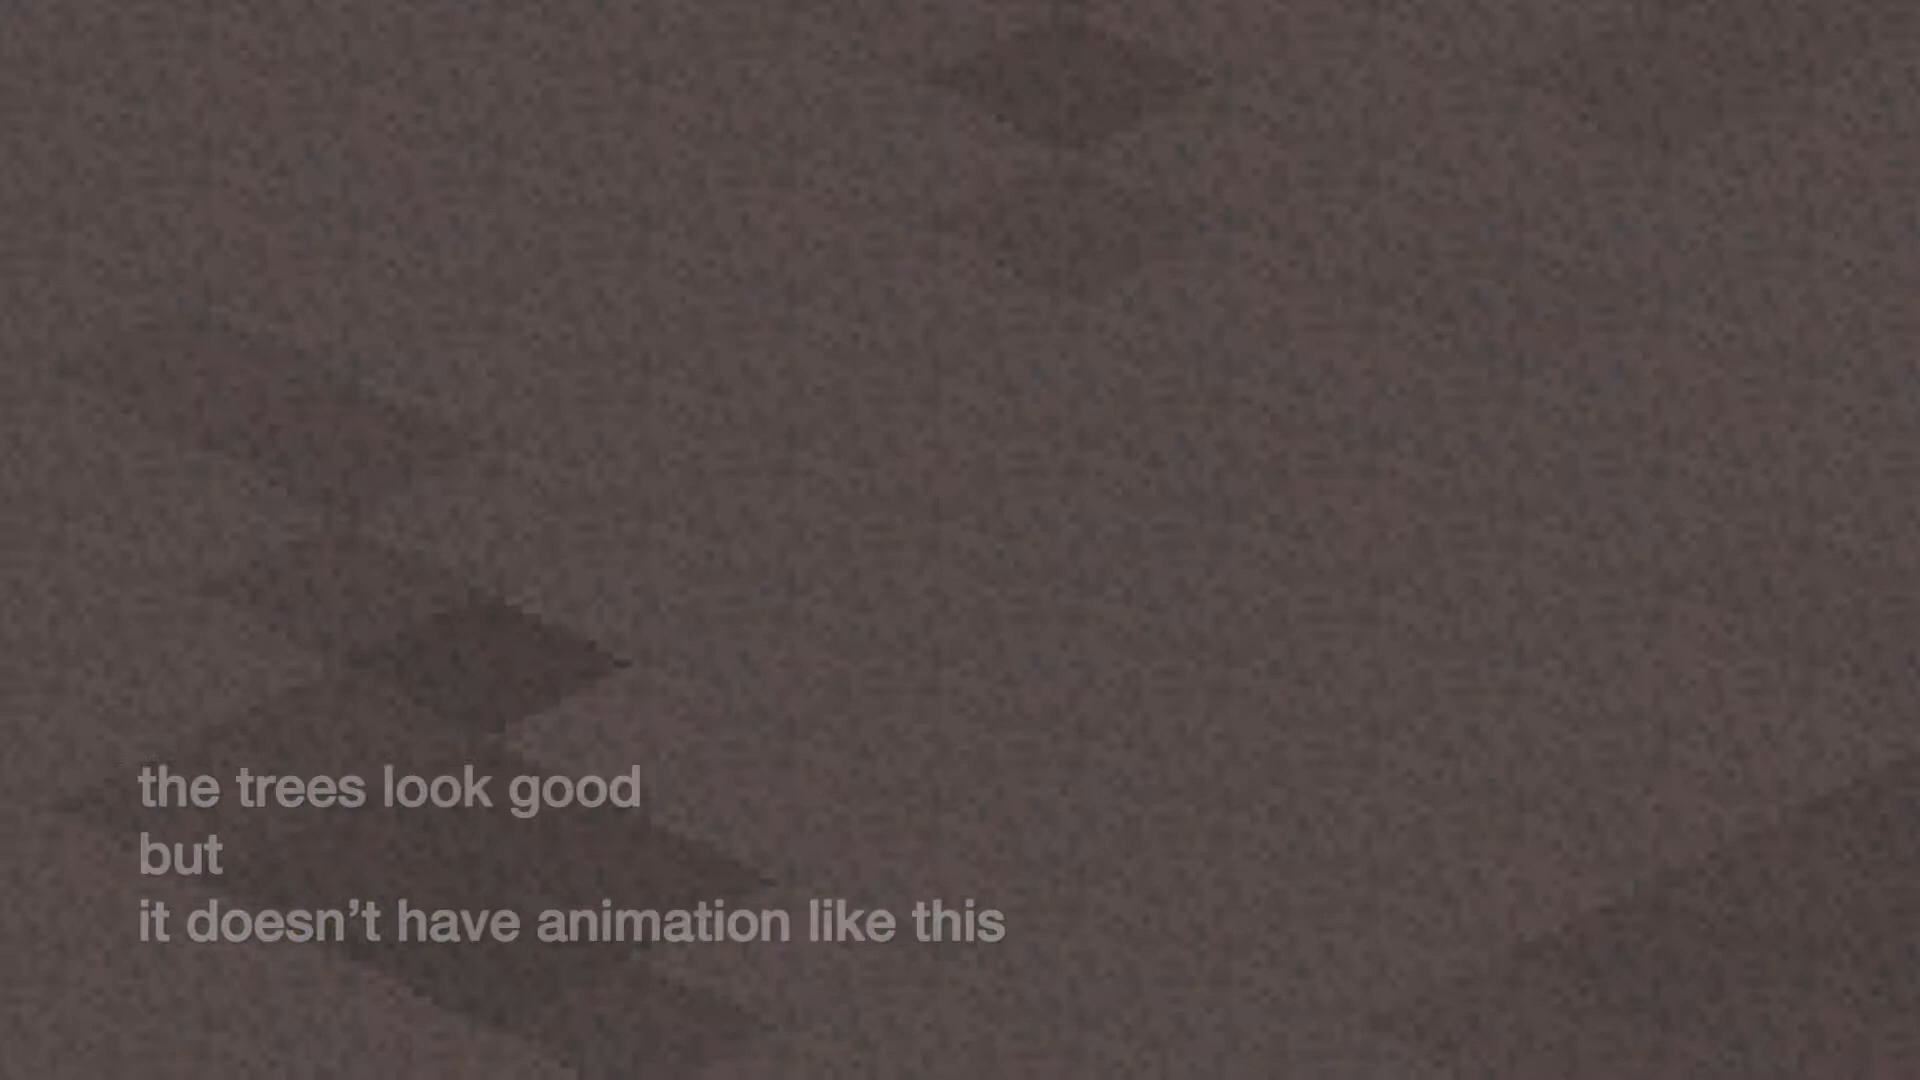 the trees look good
but
it doesn’t have animation like this